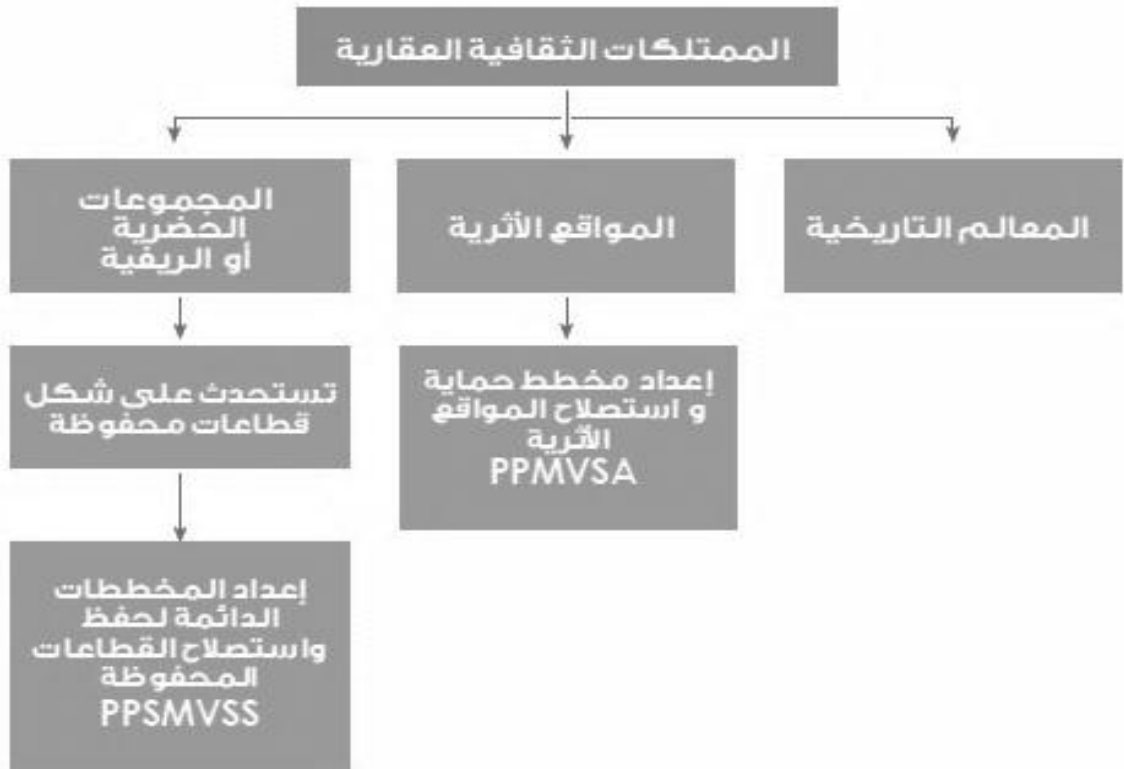 الممتلكات الثقافية العقارية
المعالم التاريخية
المواقع الأثرية
المجموعات
الحضرية
أو الريفية
إعداد مخطط حماية
و استصلاح المواقع
الأثرية
PPMVSA
تستحدث على شكل
قطاعات محفوظة
إعداد المخططات
الدائمة لحفظ
واستصلاح القطاعات
المحفوظة
PPSMVSS